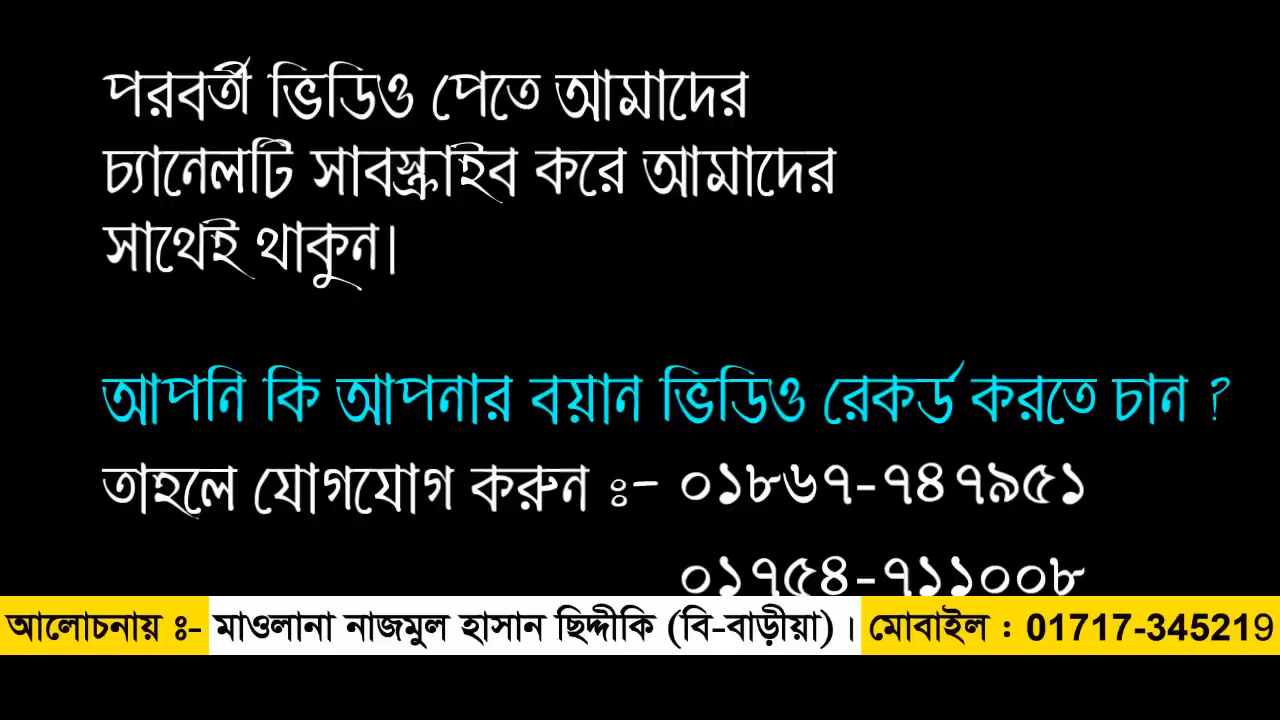 পরবর্তী ভিডিও পেতে আমাদের
চ্যানেলটি সাবস্ক্রাইব করে আমাদের
সাথেই থাকুন।
আপনি কি আপনার বয়ান ভিডিও রেকর্ড করতে চান ?
তাহলে যোগযোগ করুন ঃ- ০১৮৬৭-৭৪৭৯৫১
০১৭৫৪-৭১১০০৮
আলোচনায় ঃ- মাওলানা নাজমুল হাসান ছিদ্দীকি (বি-বাড়ীয়া) । মোবাইল : 01717-345219